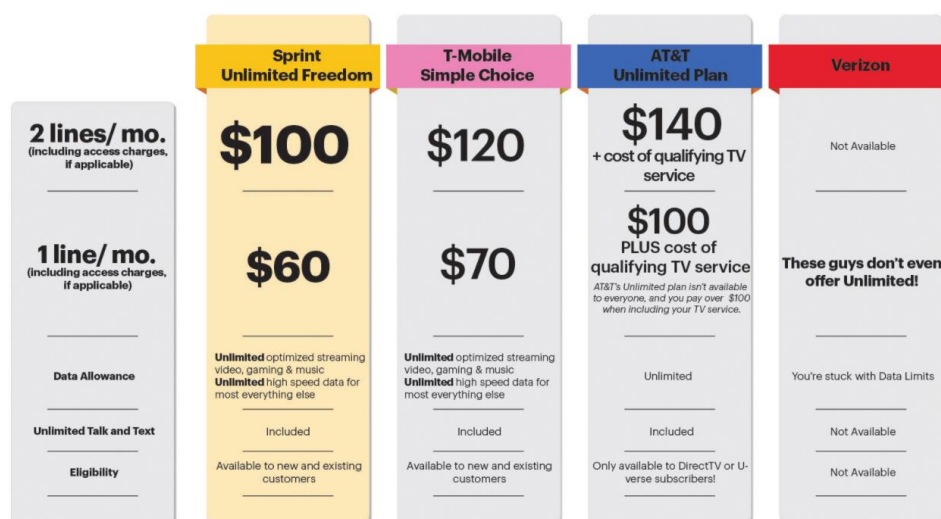 Sprint
Unlimited Freedom
T-Mobile
Simple Choice
AT&T
Unlimited Plan
Verizon
2 lines/ mo.
(including access charges,
if applicable)
$100
$120
$140
+ cost of qualifying TV
service
Not Available
1 line/ mo.
(including access charges,
if applicable)
$60
$70
$100
PLUS cost of
qualifying TV service
AT&T's Unlimited plan isn't available
to everyone, and you pay over $100
when including your TV service.
These guys don't even
offer Unlimited!
Data Allowance
Unlimited optimized streaming
video, gaming & music
Unlimited high speed data for
most everything else
Unlimited optimized streaming
video, gaming & music
Unlimited high speed data for
most everything else
Unlimited
You're stuck with Data Limits
Unlimited Talk and Text
Included
Included
Included
Not Available
Eligibility
Available to new and existing
customers
Available to new and existing
customers
Only available to DirectTV or U-
verse subscribers!
Not Available